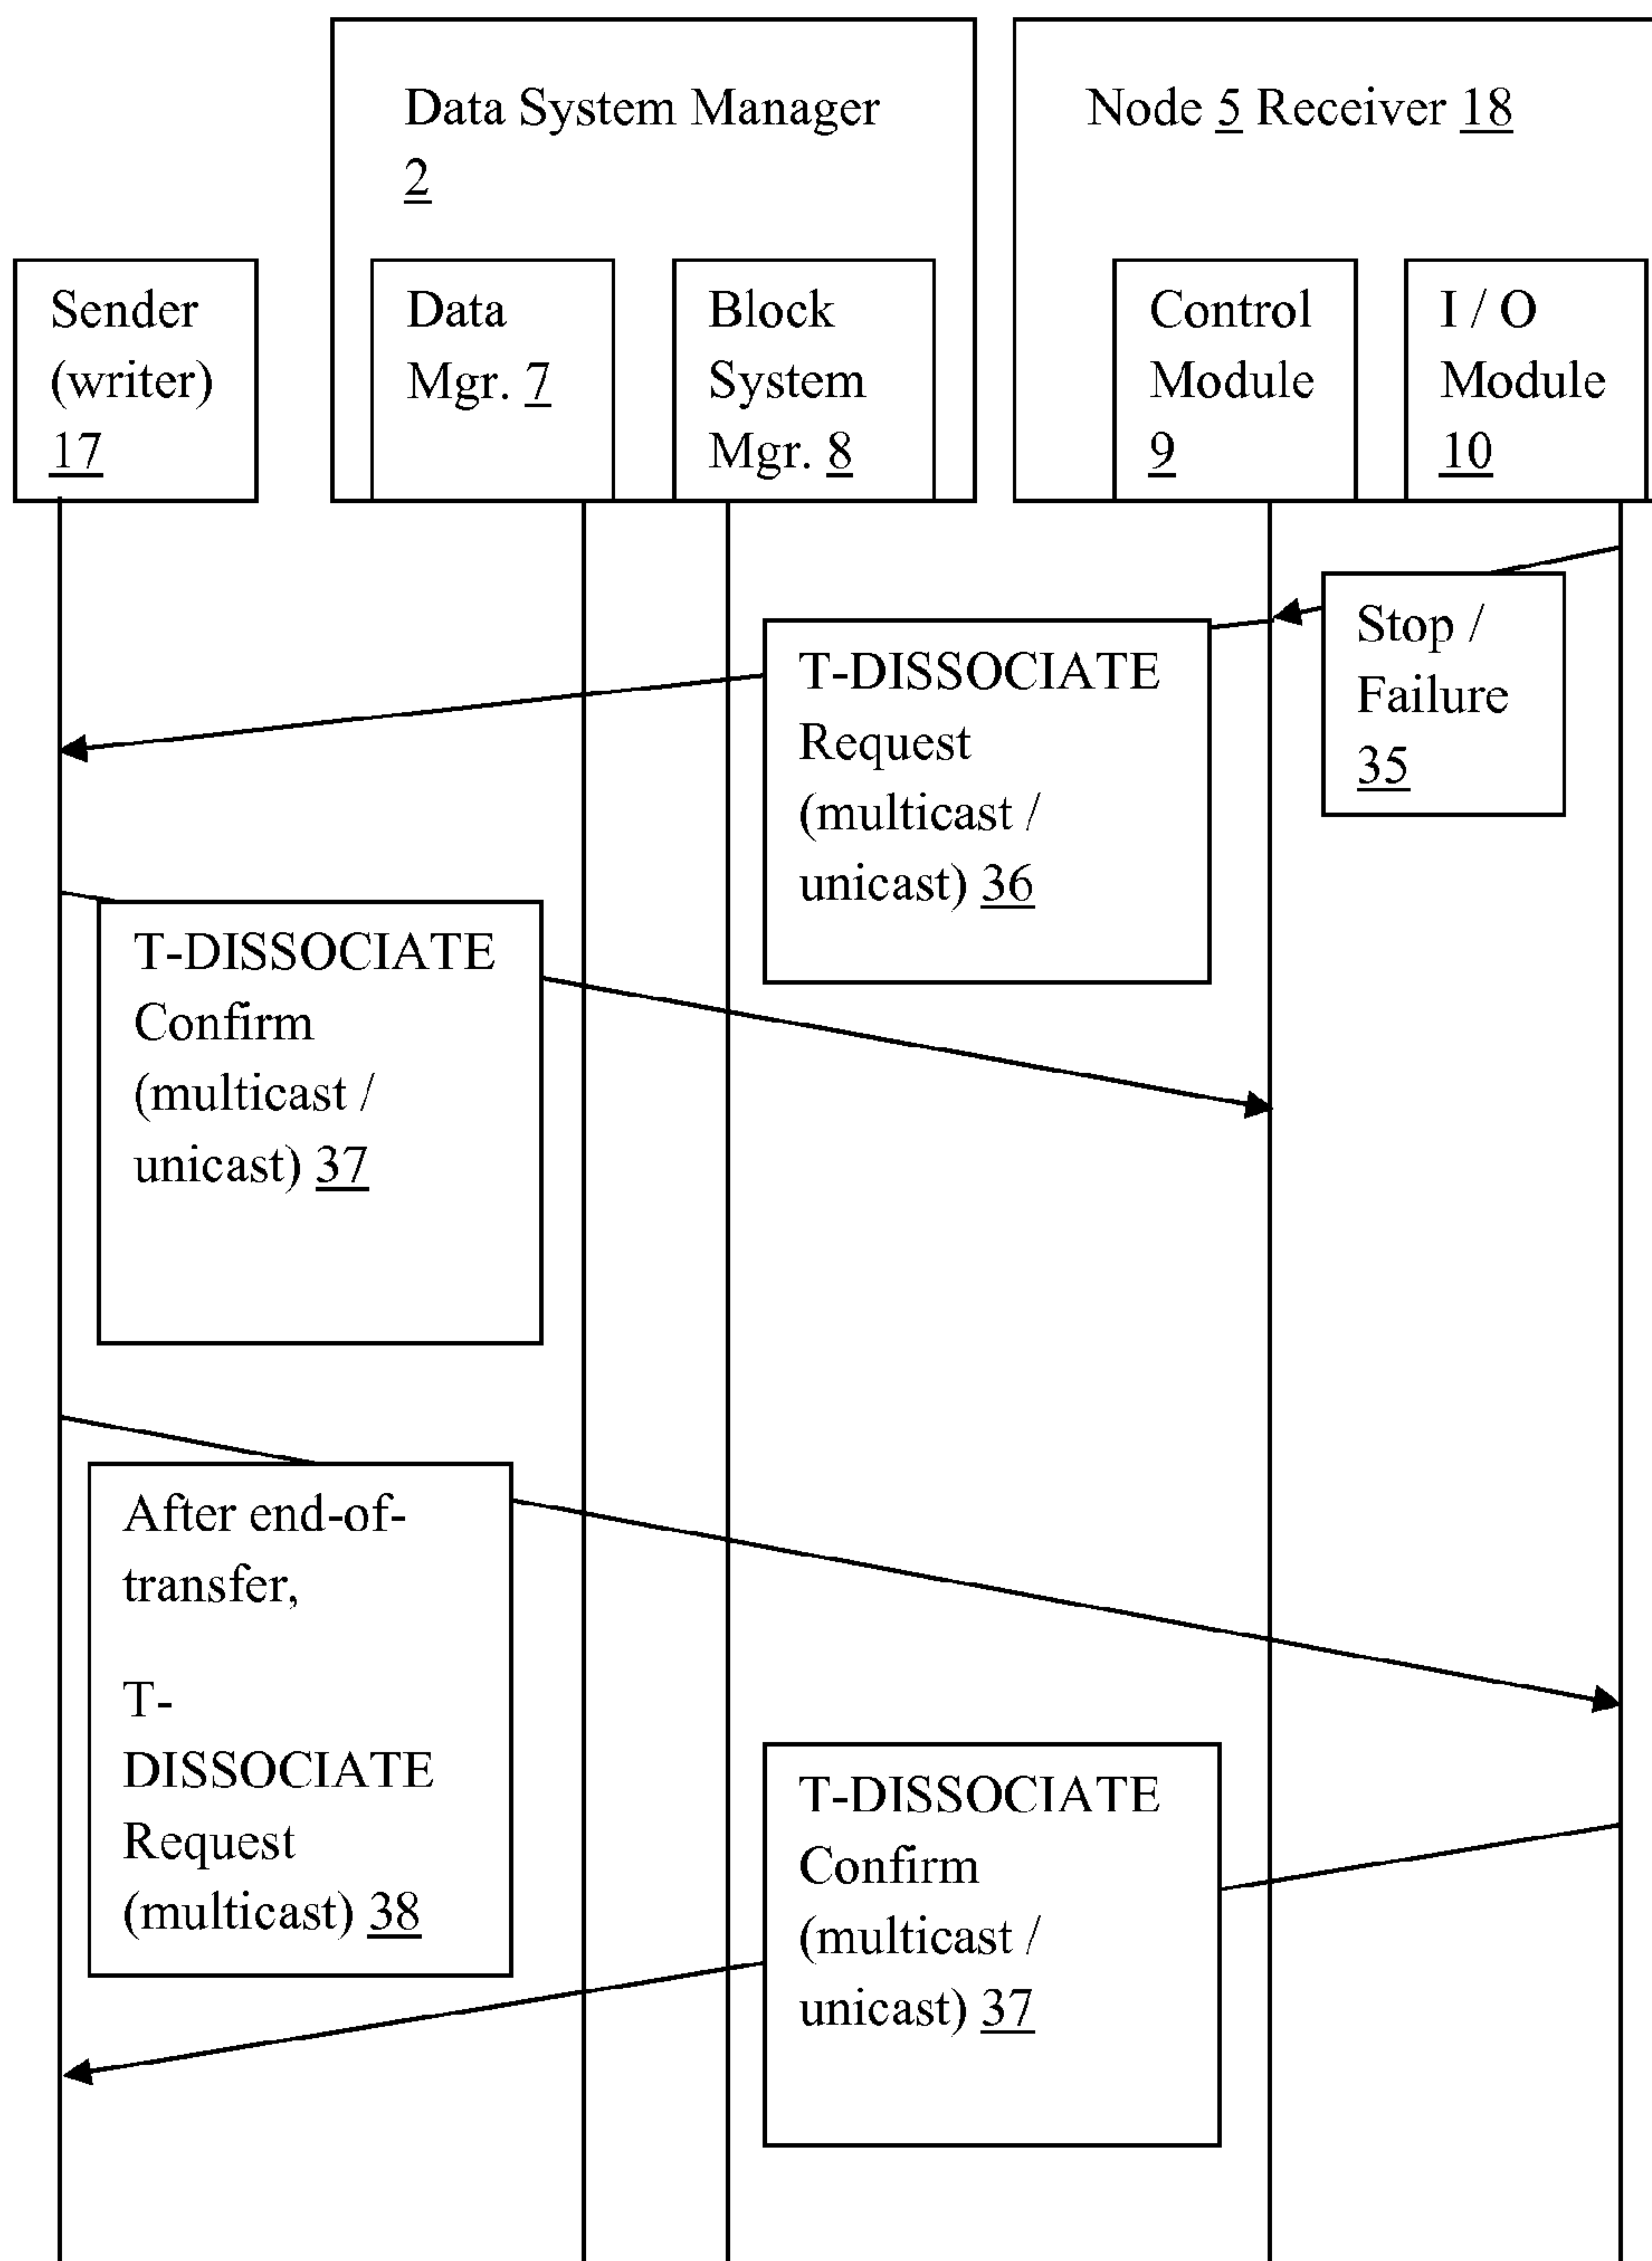 Data System Manager
2
Node 5 Receiver 18
Sender
(writer)
17
Data
Mgr. 7
Block
System
Mgr. 8
Control
Module
9
I / O
Module
10
Stop /
Failure
35
T-DISSOCIATE
Request
(multicast /
unicast) 36
T-DISSOCIATE
Confirm
(multicast /
unicast) 37
After end-of-
transfer,
T-
DISSOCIATE
Request
(multicast) 38
T-DISSOCIATE
Confirm
(multicast /
unicast) 37